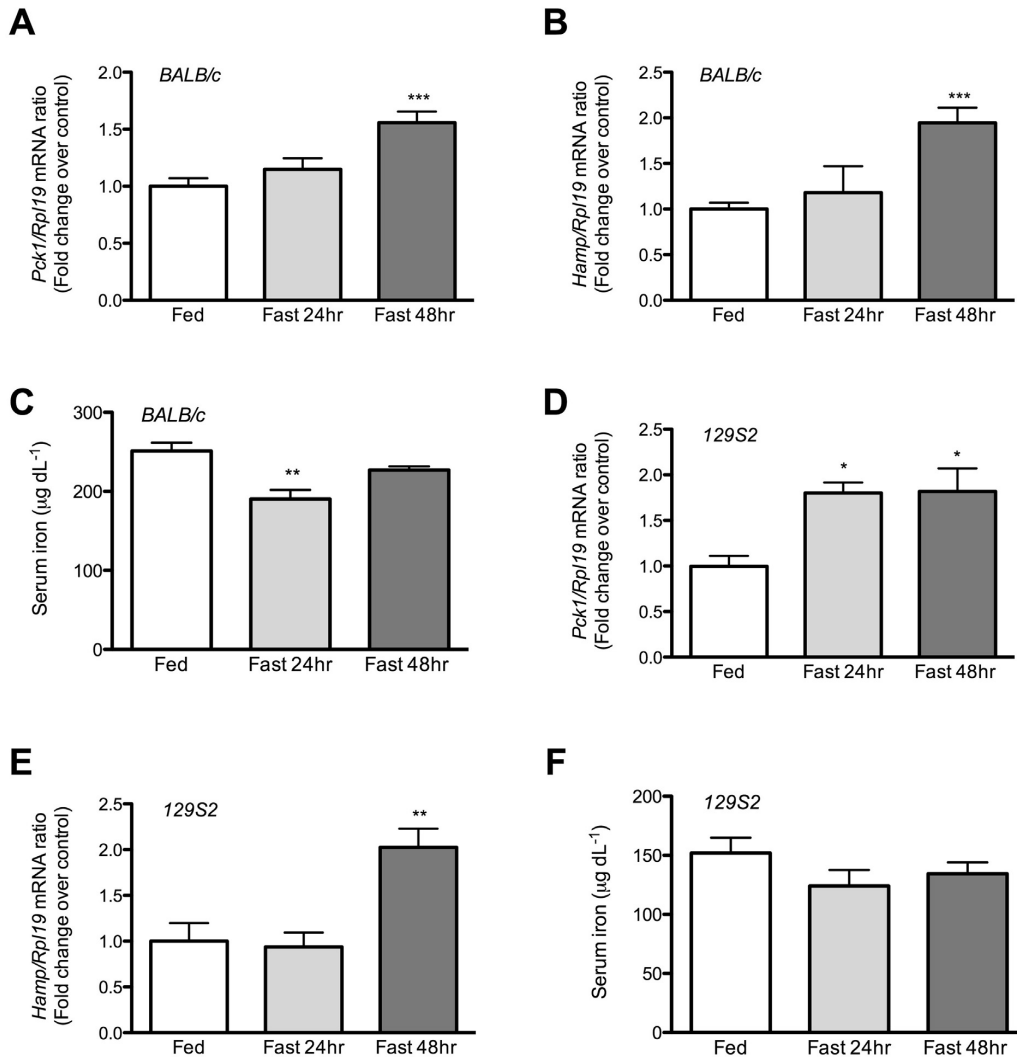 A
BALB/c
Pck1/Rpl19 mRNA ratio
(Fold change over control)
2.0
1.5
1.0
0.5
0.0
***
Fed
Fast 24hr
Fast 48hr
B
BALB/c
Hamp/Rpl19 mRNA ratio
(Fold change over control)
2.5
2.0
1.5
1.0
0.5
0.0
***
Fed
Fast 24hr
Fast 48hr
C
BALB/c
Serum iron (μg dL⁻¹)
300
200
100
0
**
Fed
Fast 24hr
Fast 48hr
D
129S2
Pck1/Rpl19 mRNA ratio
(Fold change over control)
2.5
2.0
1.5
1.0
0.5
0.0
*
*
Fed
Fast 24hr
Fast 48hr
E
129S2
Hamp/Rpl19 mRNA ratio
(Fold change over control)
2.5
2.0
1.5
1.0
0.5
0.0
**
Fed
Fast 24hr
Fast 48hr
F
129S2
Serum iron (μg dL⁻¹)
200
150
100
50
0
Fed
Fast 24hr
Fast 48hr